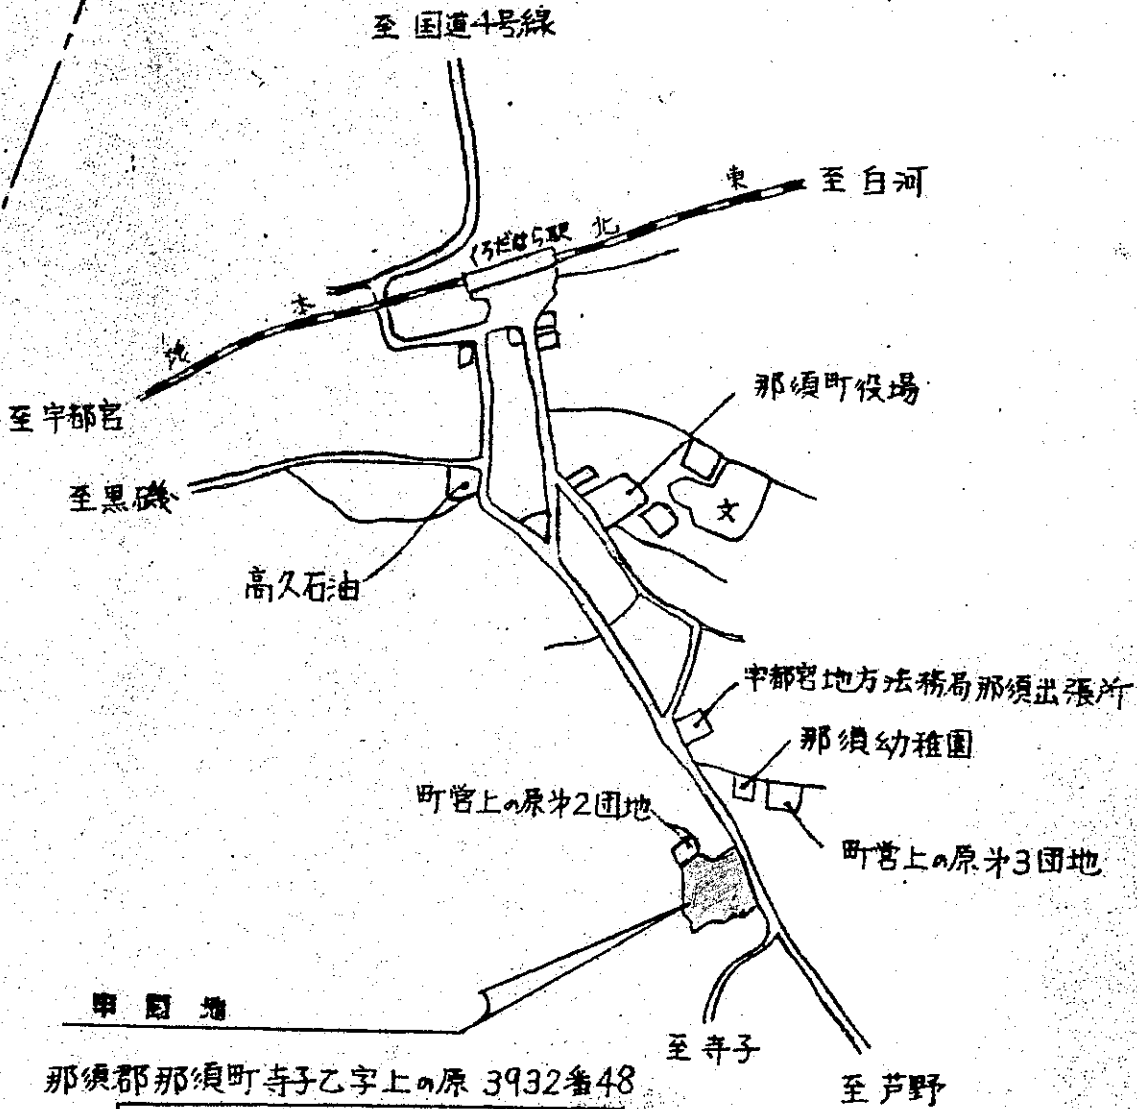 至 国道4号線
至 白河
東
北
くろだはら駅
本
線
至 宇都宮
至 黒磯
那須町役場
文
高久石油
宇都宮地方法務局那須出張所
那須幼稚園
町営上の原第2団地
町営上の原第3団地
申請地
至 寺子
至 芦野
那須郡那須町寺子乙字上の原 3932番48